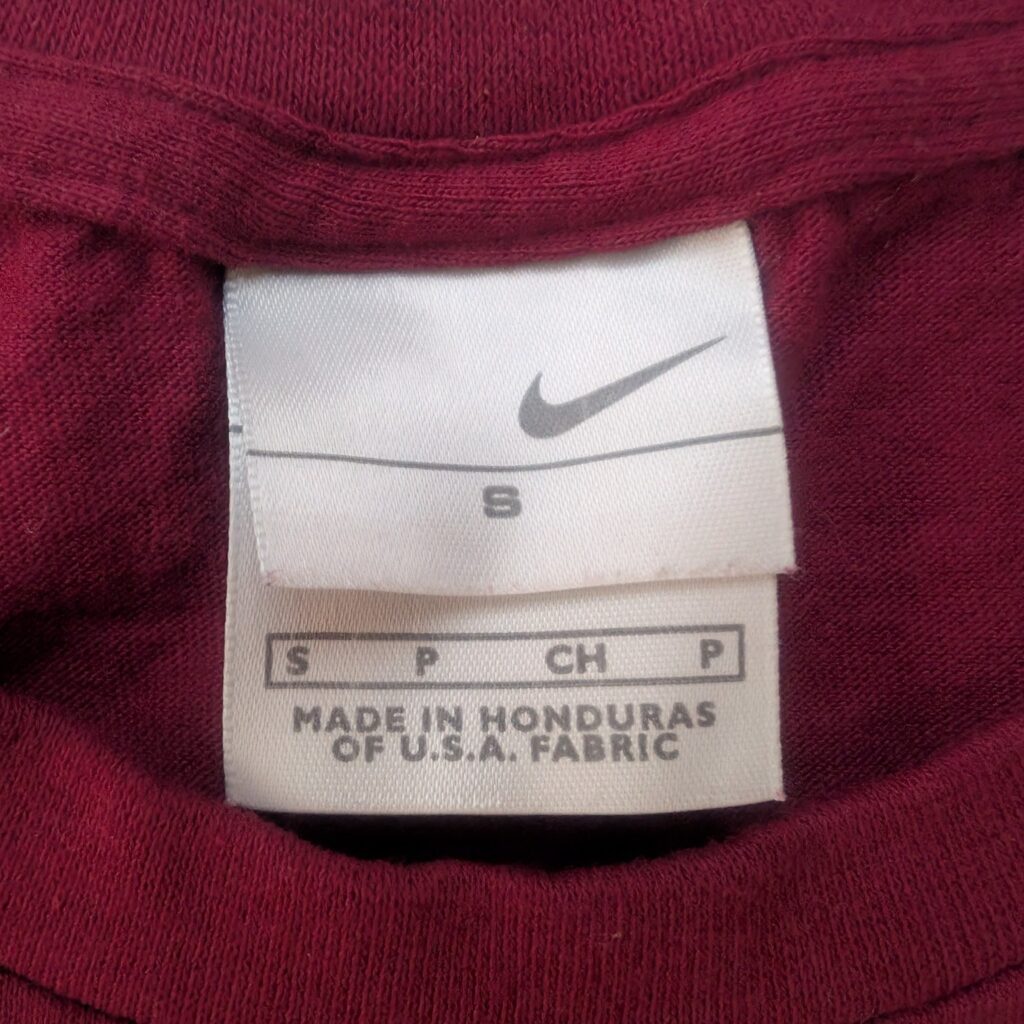 S
S P CH P
MADE IN HONDURAS
OF U.S.A. FABRIC